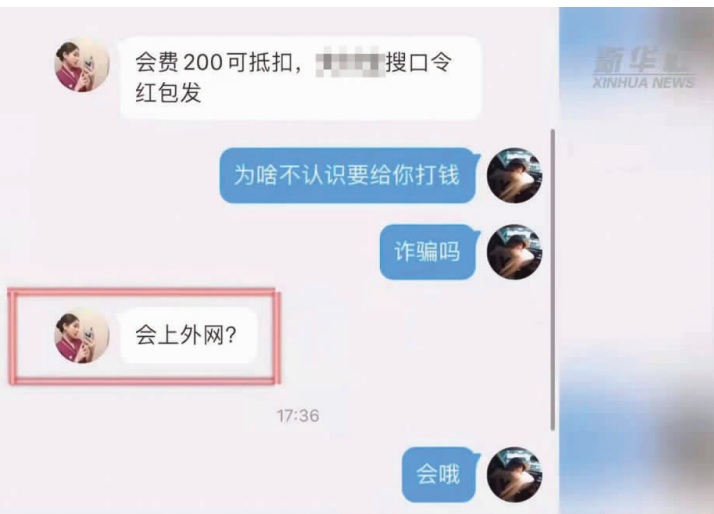 会费200可抵扣，搜口令
红包发
新华社
XINHUA NEWS
为啥不认识要给你打钱
诈骗吗
会上外网?
17:36
会哦